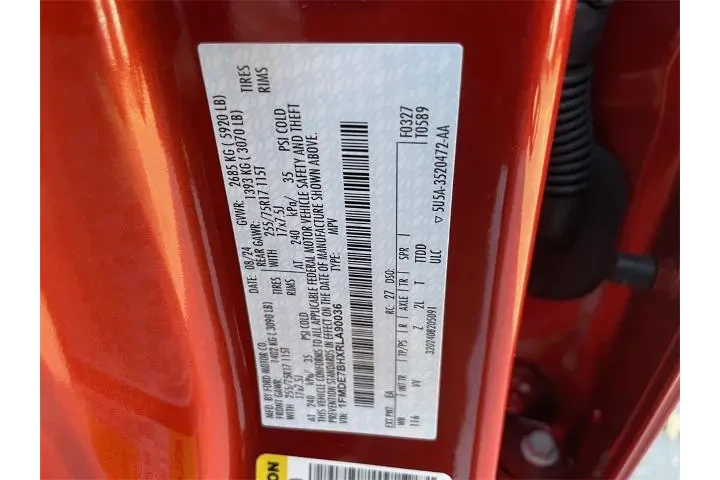 MFD. BY FORD MOTOR CO.
DATE: 08/24 GVWR: 2685 KG ( 5920 LB)
FRONT GAWR: 1402 KG ( 3090 LB) REAR GAWR: 1393 KG ( 3070 LB)
WITH 255/75R17 115T TIRES WITH 255/75R17 115T TIRES
17x7.5J RIMS 17x7.5J RIMS
AT 240 kPa/ 35 PSI COLD AT 240 kPa/ 35 PSI COLD
THIS VEHICLE CONFORMS TO ALL APPLICABLE FEDERAL MOTOR VEHICLE SAFETY AND THEFT
PREVENTION STANDARDS IN EFFECT ON THE DATE OF MANUFACTURE SHOWN ABOVE.
VIN: 1FMDE7BHXRLA90036 TYPE: MPV
F0327
T0589
EXT PNT: RC: 27 DSO:
WB INT TR TP/PS R AXLE TR SPR
116 VV Z 2L T TTDD
ULC
▽ 5U5A-3520472-AA
320240820S091
ON